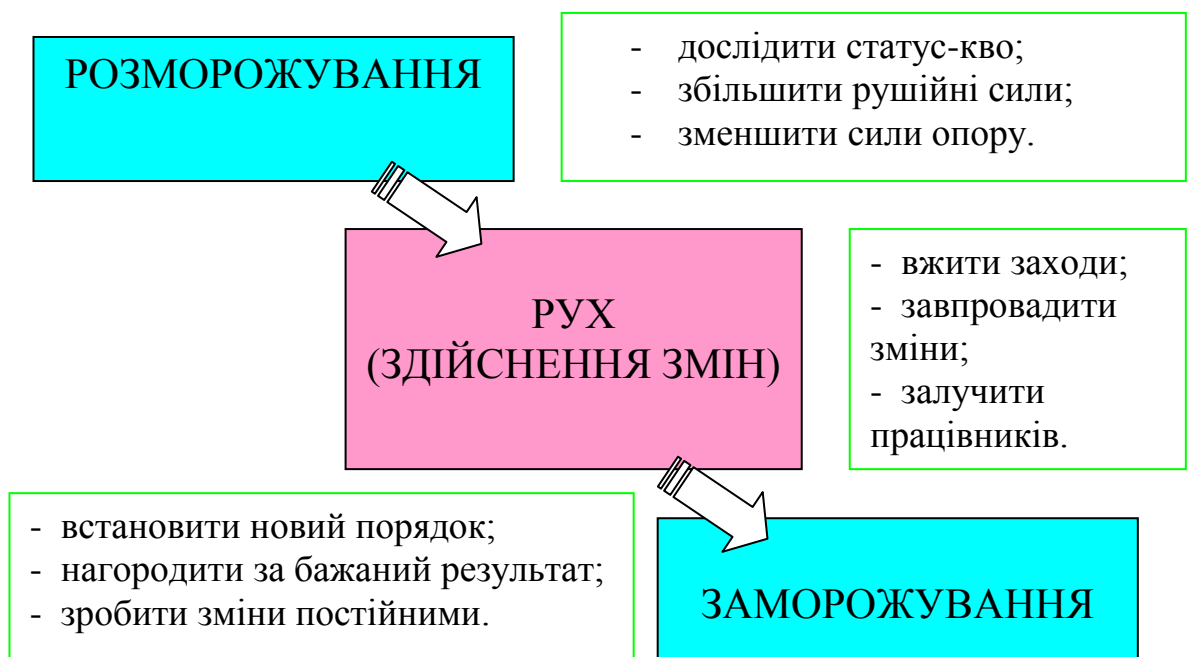 РОЗМОРОЖУВАННЯ
- дослідити статус-кво;
- збільшити рушійні сили;
- зменшити сили опору.
РУХ
(ЗДІЙСНЕННЯ ЗМІН)
- вжити заходи;
- завпровадити
зміни;
- залучити
працівників.
- встановити новий порядок;
- нагородити за бажаний результат;
- зробити зміни постійними.
ЗАМОРОЖУВАННЯ